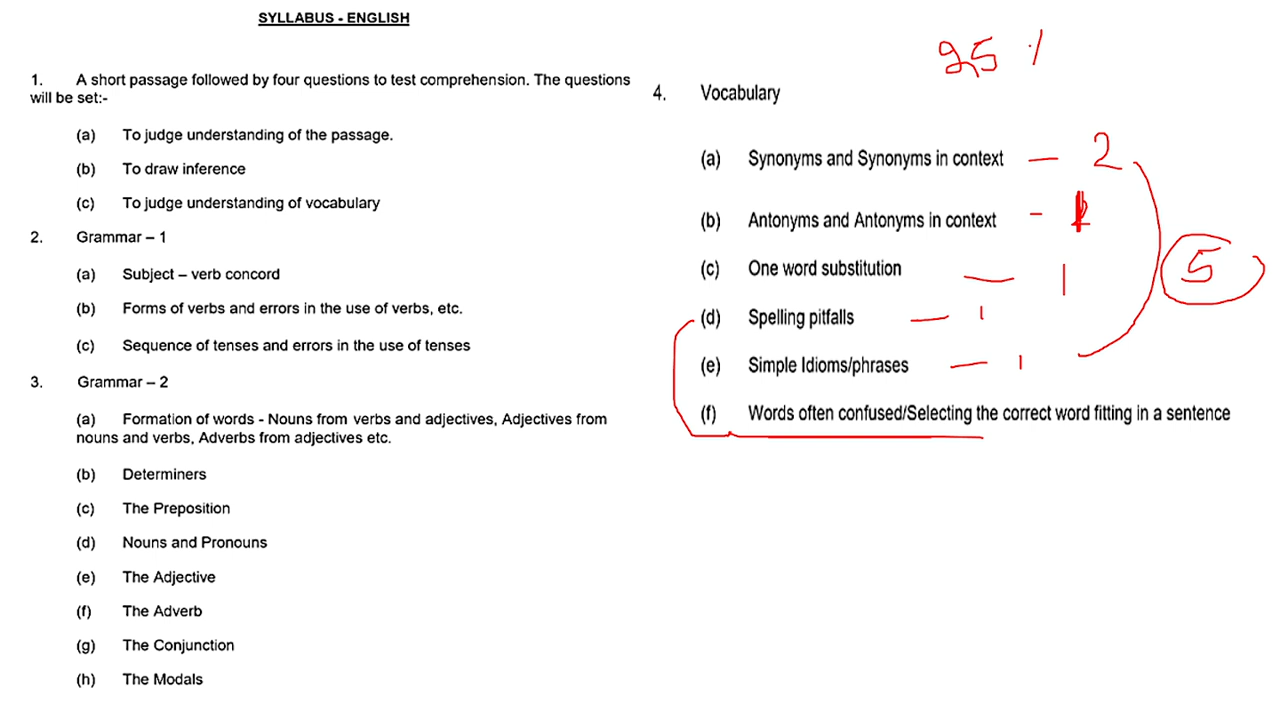 SYLLABUS - ENGLISH
1. A short passage followed by four questions to test comprehension. The questions
will be set:-
(a) To judge understanding of the passage.
(b) To draw inference
(c) To judge understanding of vocabulary
2. Grammar – 1
(a) Subject – verb concord
(b) Forms of verbs and errors in the use of verbs, etc.
(c) Sequence of tenses and errors in the use of tenses
3. Grammar – 2
(a) Formation of words - Nouns from verbs and adjectives, Adjectives from
nouns and verbs, Adverbs from adjectives etc.
(b) Determiners
(c) The Preposition
(d) Nouns and Pronouns
(e) The Adjective
(f) The Adverb
(g) The Conjunction
(h) The Modals
25 %
4. Vocabulary
(a) Synonyms and Synonyms in context — 2
(b) Antonyms and Antonyms in context -
(c) One word substitution — 1
(d) Spelling pitfalls — 1
(e) Simple Idioms/phrases — 1
(f) Words often confused/Selecting the correct word fitting in a sentence
5